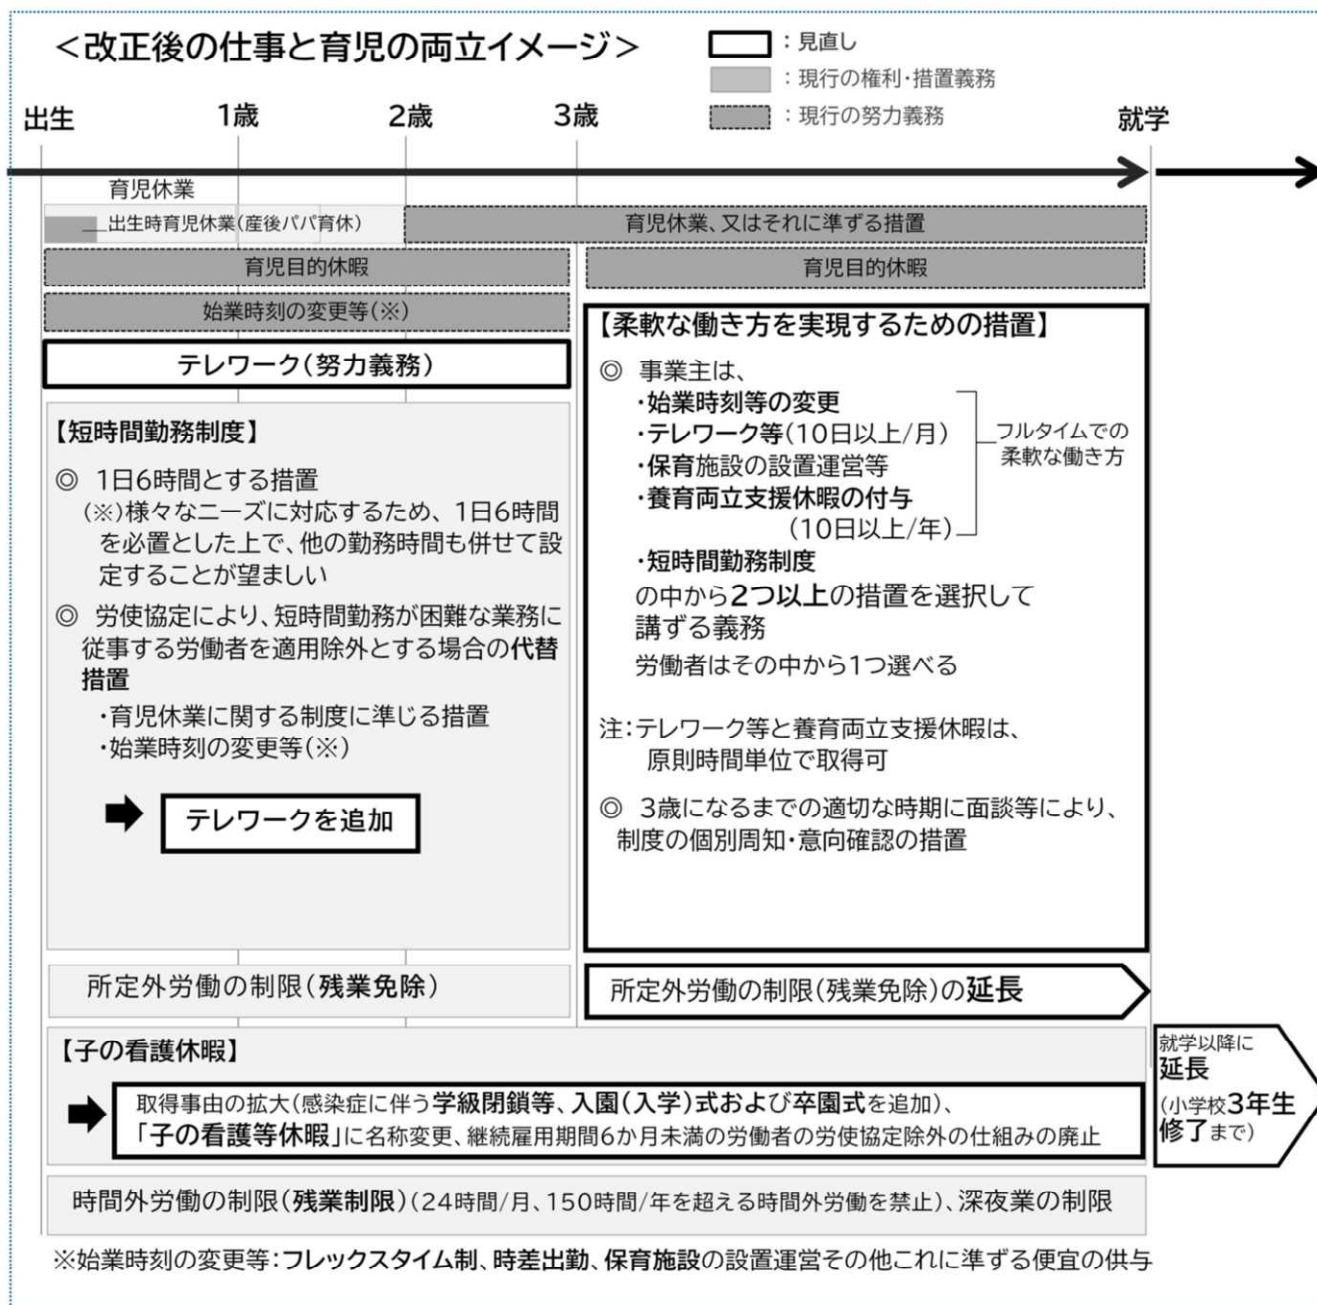 ＜改正後の仕事と育児の両立イメージ＞
：見直し
：現行の権利・措置義務
：現行の努力義務
出生
1歳
2歳
3歳
就学
育児休業
出生時育児休業(産後パパ育休)
育児休業、又はそれに準ずる措置
育児目的休暇
育児目的休暇
始業時刻の変更等(※)
テレワーク(努力義務)
【短時間勤務制度】
◎ 1日6時間とする措置
(※)様々なニーズに対応するため、1日6時間
を必置とした上で、他の勤務時間も併せて設
定することが望ましい
◎ 労使協定により、短時間勤務が困難な業務に
従事する労働者を適用除外とする場合の代替
措置
・育児休業に関する制度に準じる措置
・始業時刻の変更等(※)
テレワークを追加
【柔軟な働き方を実現するための措置】
◎ 事業主は、
・始業時刻等の変更
・テレワーク等(10日以上/月)
・保育施設の設置運営等
・養育両立支援休暇の付与
(10日以上/年)
フルタイムでの
柔軟な働き方
・短時間勤務制度
の中から2つ以上の措置を選択して
講ずる義務
労働者はその中から1つ選べる
注：テレワーク等と養育両立支援休暇は、
原則時間単位で取得可
◎ 3歳になるまでの適切な時期に面談等により、
制度の個別周知・意向確認の措置
所定外労働の制限(残業免除)
所定外労働の制限(残業免除)の延長
【子の看護休暇】
取得事由の拡大(感染症に伴う学級閉鎖等、入園(入学)式および卒園式を追加)、
「子の看護等休暇」に名称変更、継続雇用期間6か月未満の労働者の労使協定除外の仕組みの廃止
就学以降に
延長
(小学校3年生
修了まで)
時間外労働の制限(残業制限)(24時間/月、150時間/年を超える時間外労働を禁止)、深夜業の制限
※始業時刻の変更等：フレックスタイム制、時差出勤、保育施設の設置運営その他これに準ずる便宜の供与